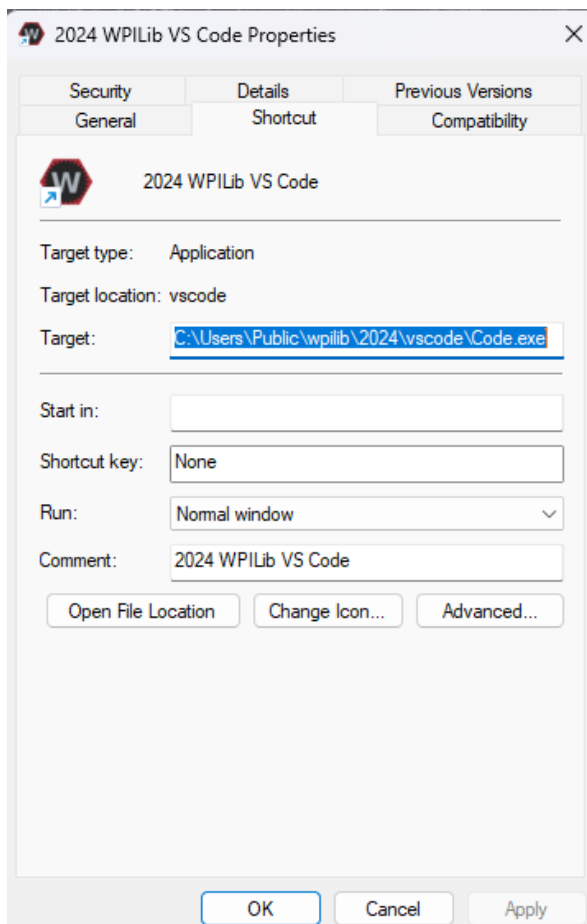 2024 WPILib VS Code Properties
Security Details Previous Versions
General Shortcut Compatibility
W
2024 WPILib VS Code
Target type: Application
Target location: vscode
Target: C:\Users\Public\wpilib\2024\vscode\Code.exe
Start in:
Shortcut key: None
Run: Normal window
Comment: 2024 WPILib VS Code
Open File Location Change Icon... Advanced...
OK Cancel Apply